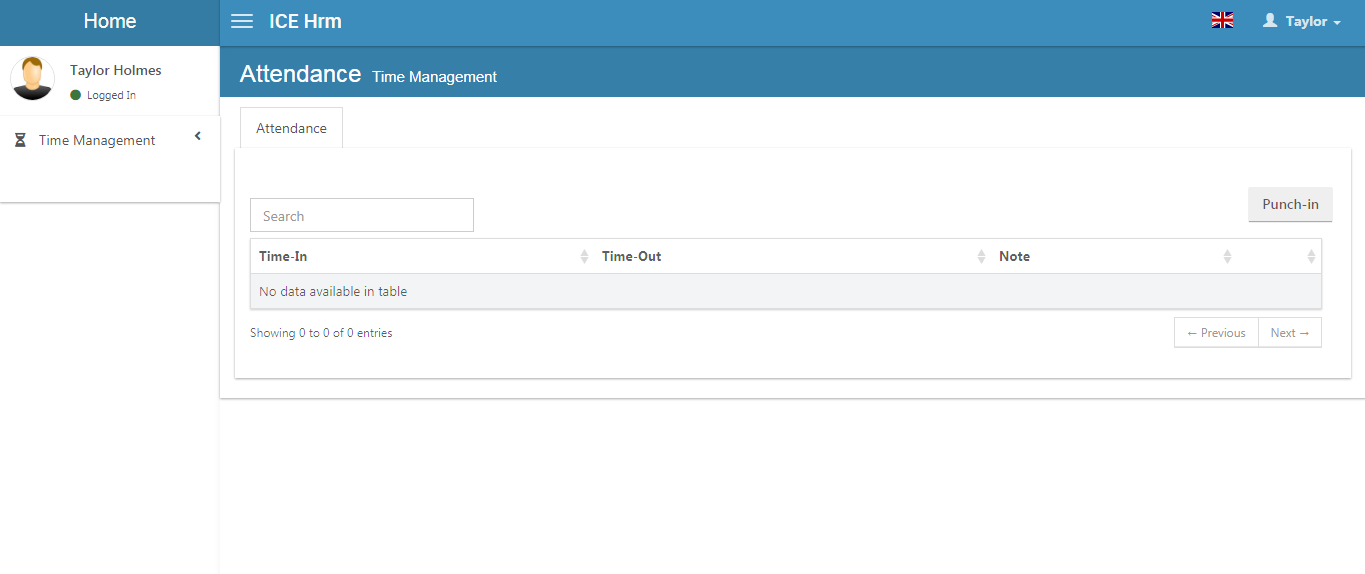 Home
ICE Hrm
Taylor
Taylor Holmes
Logged In
Time Management
Attendance Time Management
Attendance
Search
Punch-in
Time-In Time-Out Note
No data available in table
Showing 0 to 0 of 0 entries
← Previous Next →